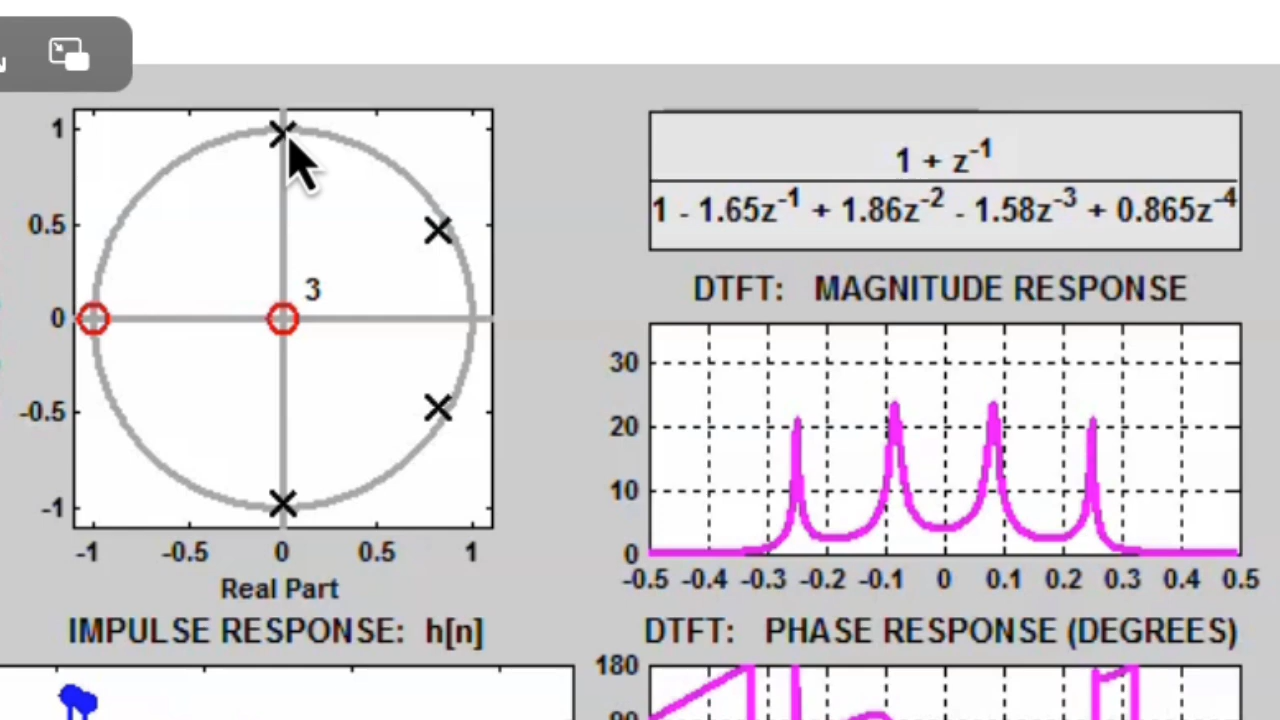 1
0.5
0
-0.5
-1
3
-1 -0.5 0 0.5 1
Real Part
1 + z^-1
1 - 1.65z^-1 + 1.86z^-2 - 1.58z^-3 + 0.865z^-4
DTFT: MAGNITUDE RESPONSE
30
20
10
0
-0.5 -0.4 -0.3 -0.2 -0.1 0 0.1 0.2 0.3 0.4 0.5
IMPULSE RESPONSE: h[n]
DTFT: PHASE RESPONSE (DEGREES)
180